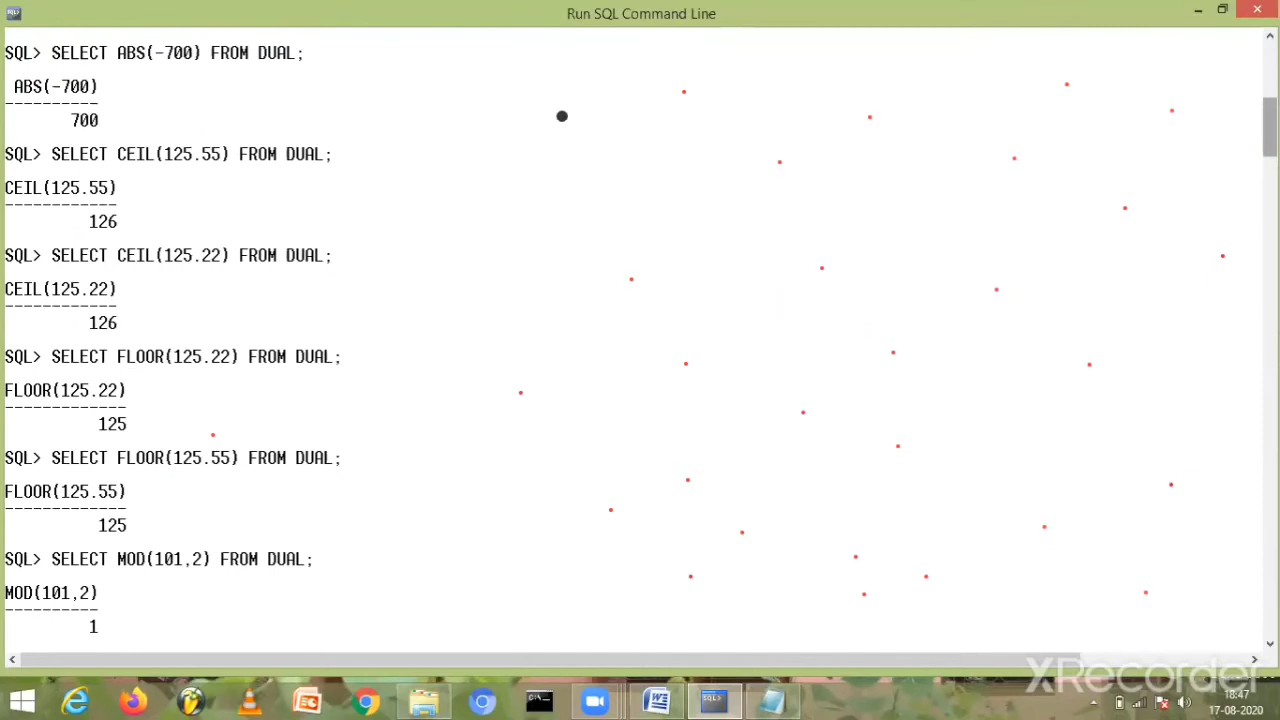 Run SQL Command Line
SQL> SELECT ABS(-700) FROM DUAL;
ABS(-700)
----------
700
SQL> SELECT CEIL(125.55) FROM DUAL;
CEIL(125.55)
------------
126
SQL> SELECT CEIL(125.22) FROM DUAL;
CEIL(125.22)
------------
126
SQL> SELECT FLOOR(125.22) FROM DUAL;
FLOOR(125.22)
-------------
125
SQL> SELECT FLOOR(125.55) FROM DUAL;
FLOOR(125.55)
-------------
125
SQL> SELECT MOD(101,2) FROM DUAL;
MOD(101,2)
----------
1
XRecorder
18:47
17-08-2020